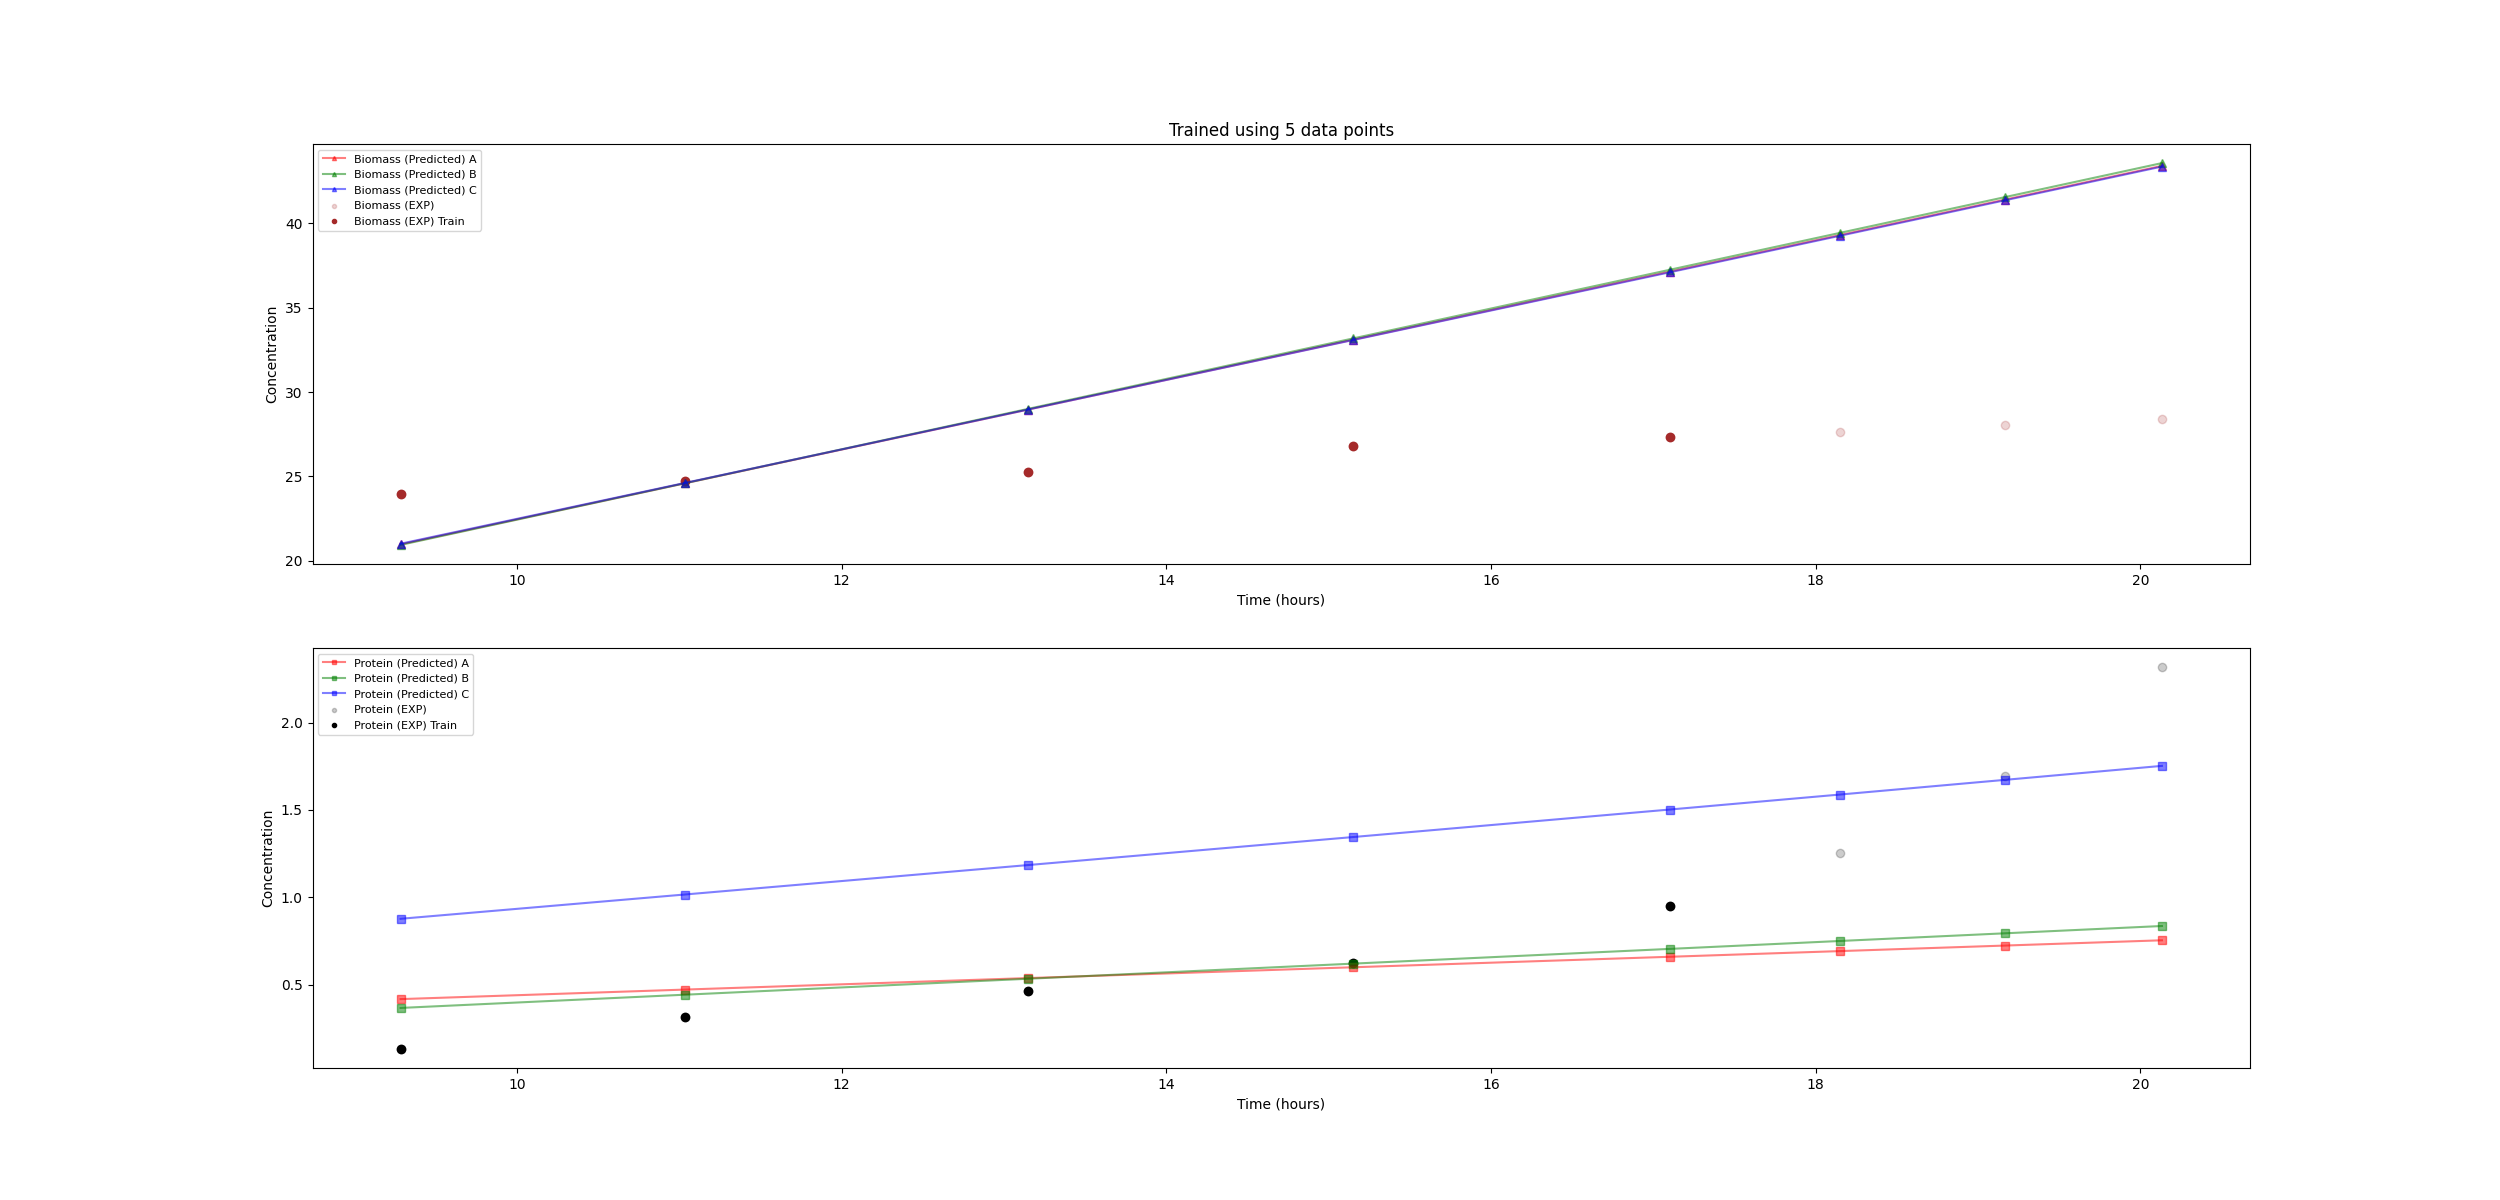 Trained using 5 data points
Biomass (Predicted) A
Biomass (Predicted) B
Biomass (Predicted) C
Biomass (EXP)
Biomass (EXP) Train
40
35
30
25
20
Concentration
10 12 14 16 18 20
Time (hours)
Protein (Predicted) A
Protein (Predicted) B
Protein (Predicted) C
Protein (EXP)
Protein (EXP) Train
2.0
1.5
1.0
0.5
Concentration
10 12 14 16 18 20
Time (hours)